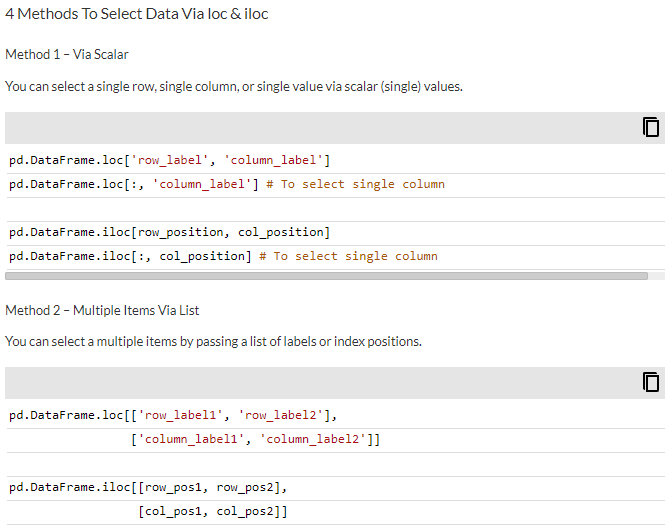 4 Methods To Select Data Via loc & iloc
Method 1 – Via Scalar
You can select a single row, single column, or single value via scalar (single) values.
pd.DataFrame.loc['row_label', 'column_label']
pd.DataFrame.loc[:, 'column_label'] # To select single column
pd.DataFrame.iloc[row_position, col_position]
pd.DataFrame.iloc[:, col_position] # To select single column
Method 2 – Multiple Items Via List
You can select a multiple items by passing a list of labels or index positions.
pd.DataFrame.loc[['row_label1', 'row_label2'],
['column_label1', 'column_label2']]
pd.DataFrame.iloc[[row_pos1, row_pos2],
[col_pos1, col_pos2]]